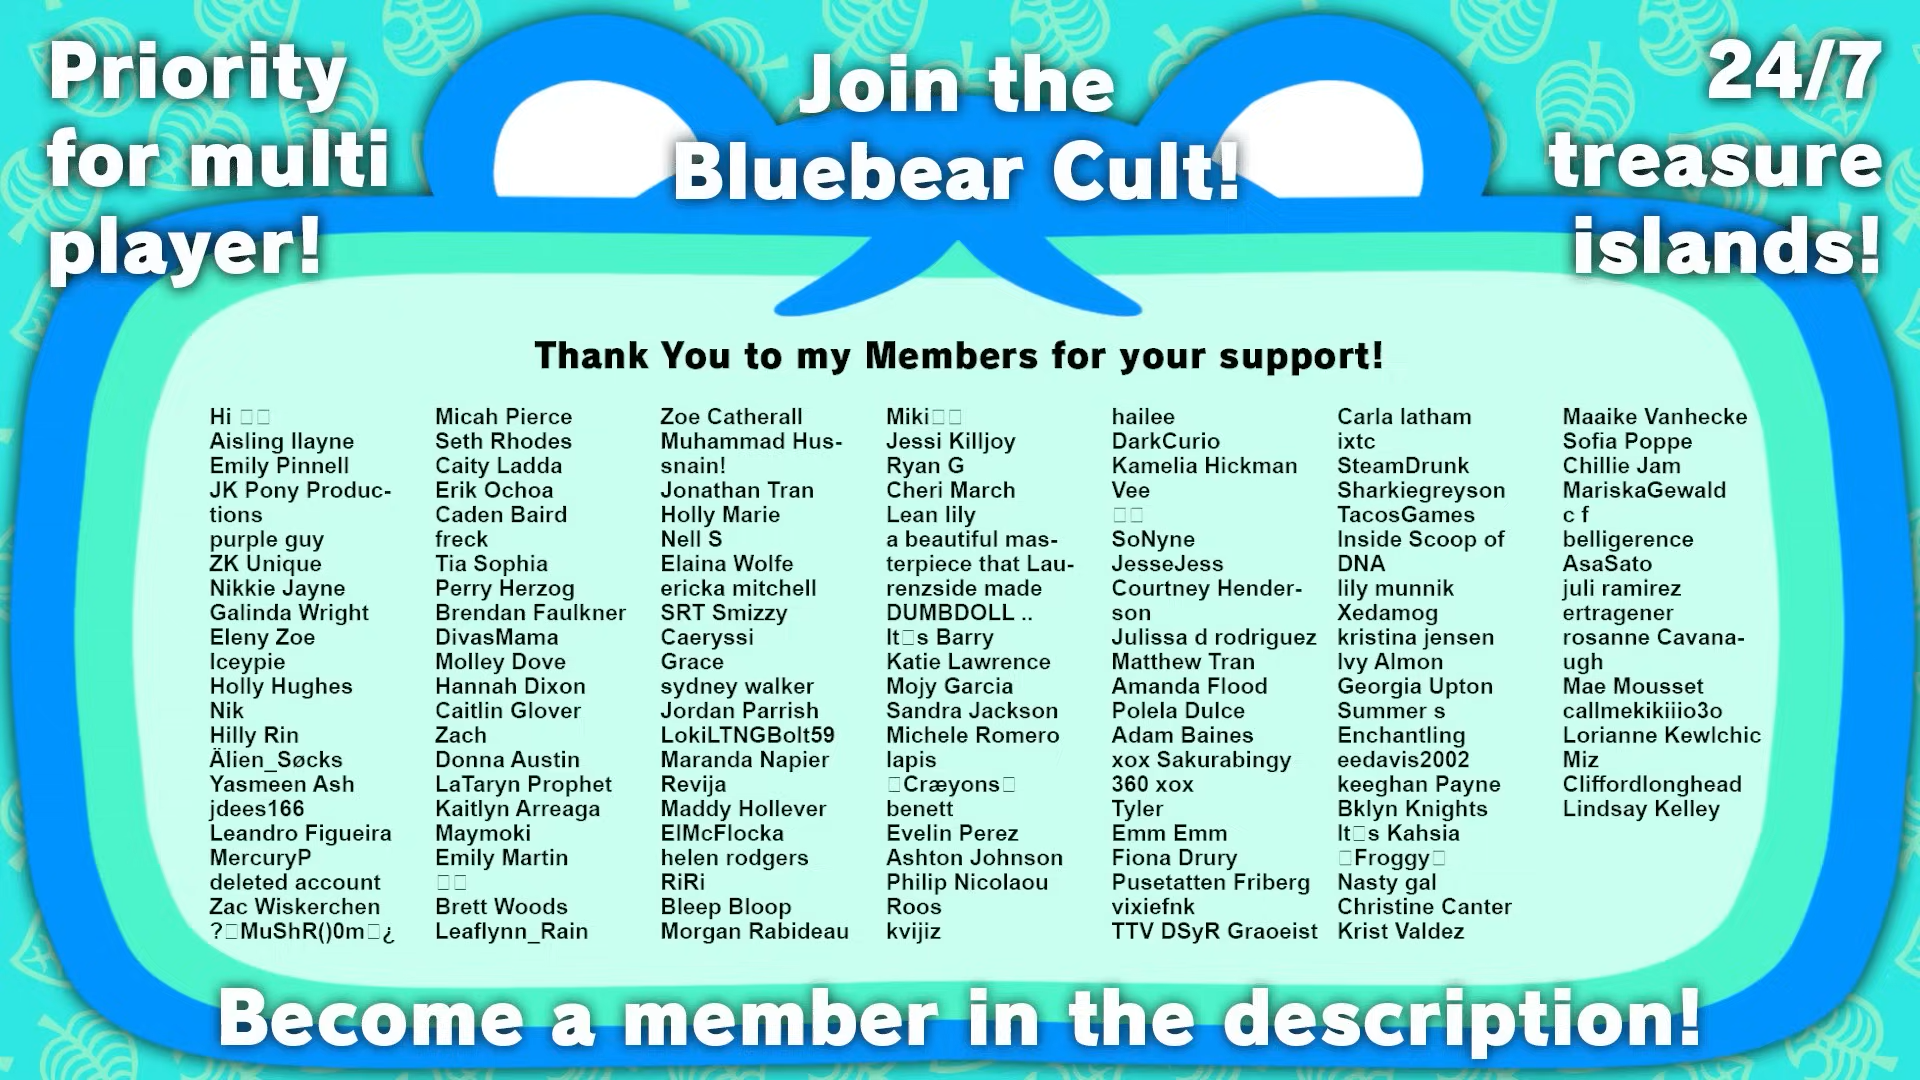 Priority
for multi
player!
Join the
Bluebear Cult!
24/7
treasure
islands!
Thank You to my Members for your support!
Hi □□
Aisling Ilayne
Emily Pinnell
JK Pony Produc-
tions
purple guy
ZK Unique
Nikkie Jayne
Galinda Wright
Eleny Zoe
Iceypie
Holly Hughes
Nik
Hilly Rin
Älien_Søcks
Yasmeen Ash
jdees166
Leandro Figueira
MercuryP
deleted account
Zac Wiskerchen
?□MuShR()0m□¿
Micah Pierce
Seth Rhodes
Caity Ladda
Erik Ochoa
Caden Baird
freck
Tia Sophia
Perry Herzog
Brendan Faulkner
DivasMama
Molley Dove
Hannah Dixon
Caitlin Glover
Zach
Donna Austin
LaTaryn Prophet
Kaitlyn Arreaga
Maymoki
Emily Martin
□□
Brett Woods
Leaflynn_Rain
Zoe Catherall
Muhammad Hus-
snain!
Jonathan Tran
Holly Marie
Nell S
Elaina Wolfe
ericka mitchell
SRT Smizzy
Caeryssi
Grace
sydney walker
Jordan Parrish
LokiLTNGBolt59
Maranda Napier
Revija
Maddy Hollever
ElMcFlocka
helen rodgers
RiRi
Bleep Bloop
Morgan Rabideau
Miki□□
Jessi Killjoy
Ryan G
Cheri March
Lean lily
a beautiful mas-
terpiece that Lau-
renzside made
DUMBDOLL ..
It□s Barry
Katie Lawrence
Mojy Garcia
Sandra Jackson
Michele Romero
lapis
□Cræyons□
benett
Evelin Perez
Ashton Johnson
Philip Nicolaou
Roos
kvijiz
hailee
DarkCurio
Kamelia Hickman
Vee
□□
SoNyne
JesseJess
Courtney Hender-
son
Julissa d rodriguez
Matthew Tran
Amanda Flood
Polela Dulce
Adam Baines
xox Sakurabingy
360 xox
Tyler
Emm Emm
Fiona Drury
Pusetatten Friberg
vixiefnk
TTV DSyR Graoeist
Carla latham
ixtc
SteamDrunk
Sharkiegreyson
TacosGames
Inside Scoop of
DNA
lily munnik
Xedamog
kristina jensen
Ivy Almon
Georgia Upton
Summer s
Enchanting
eedavis2002
keeghan Payne
Bklyn Knights
It□s Kahsia
□Froggy□
Nasty gal
Christine Canter
Krist Valdez
Maaike Vanhecke
Sofia Poppe
Chillie Jam
MariskaGewald
c f
belligerence
AsaSato
juli ramirez
ertragener
rosanne Cavana-
ugh
Mae Mousset
callmekikiiio3o
Lorianne Kewlchic
Miz
Cliffordlonghead
Lindsay Kelley
Become a member in the description!